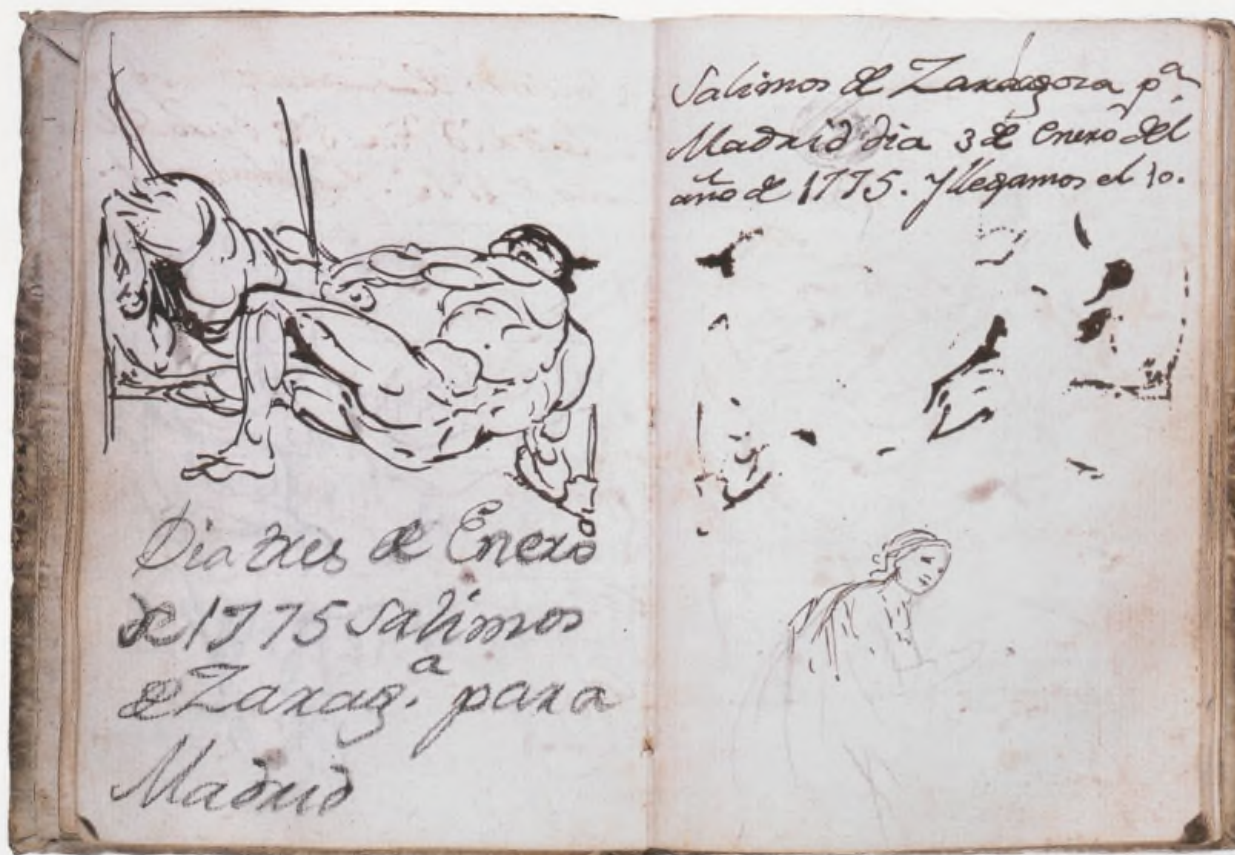 Dia tres de Enero
de 1775 Salimos
de Zarag.ª para
Madrid
Salimos de Zaragoza pª
Madrid dia 3 de Enero del
año de 1775. y llegamos el 10.